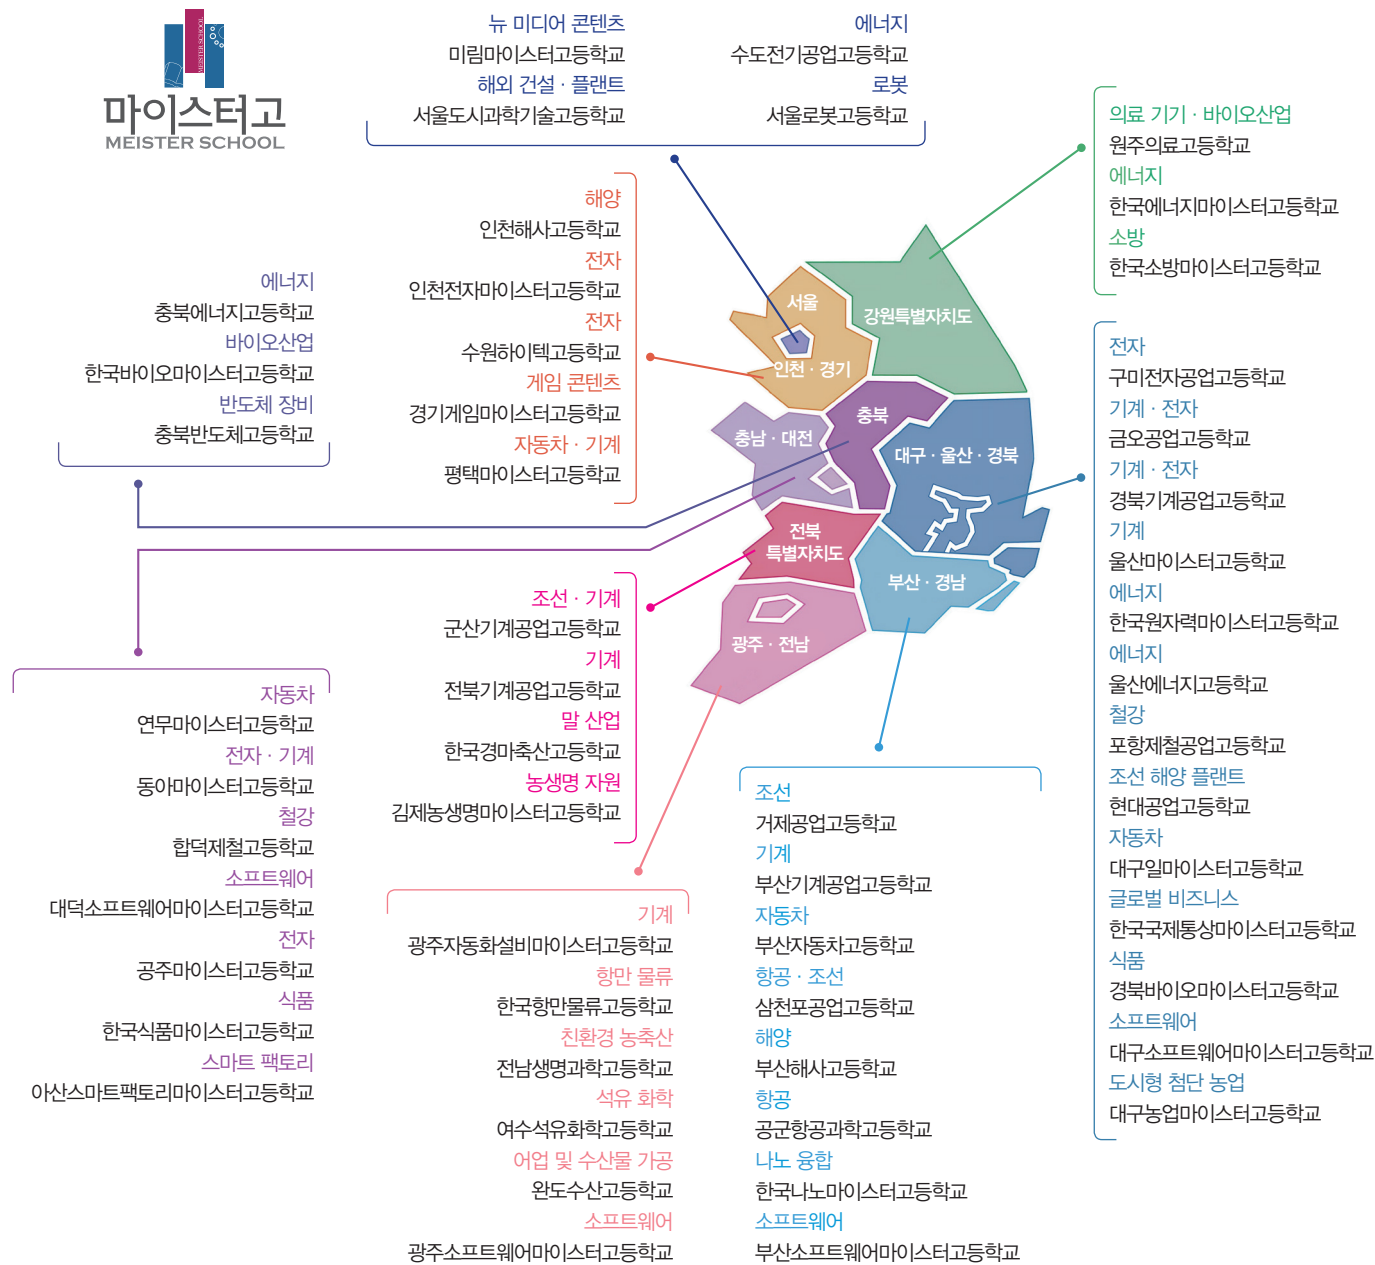 마이스터고
MEISTER SCHOOL
MEISTER SCHOOL
뉴 미디어 콘텐츠
미림마이스터고등학교
해외 건설 · 플랜트
서울도시과학기술고등학교
에너지
수도전기공업고등학교
로봇
서울로봇고등학교
의료 기기 · 바이오산업
원주의료고등학교
에너지
한국에너지마이스터고등학교
소방
한국소방마이스터고등학교
해양
인천해사고등학교
전자
인천전자마이스터고등학교
전자
수원하이텍고등학교
게임 콘텐츠
경기게임마이스터고등학교
자동차 · 기계
평택마이스터고등학교
에너지
충북에너지고등학교
바이오산업
한국바이오마이스터고등학교
반도체 장비
충북반도체고등학교
서울
강원특별자치도
인천 · 경기
충북
충남 · 대전
대구 · 울산 · 경북
전북
특별자치도
부산 · 경남
광주 · 전남
전자
구미전자공업고등학교
기계 · 전자
금오공업고등학교
기계 · 전자
경북기계공업고등학교
기계
울산마이스터고등학교
에너지
한국원자력마이스터고등학교
에너지
울산에너지고등학교
철강
포항제철공업고등학교
조선 해양 플랜트
현대공업고등학교
자동차
대구일마이스터고등학교
글로벌 비즈니스
한국국제통상마이스터고등학교
식품
경북바이오마이스터고등학교
소프트웨어
대구소프트웨어마이스터고등학교
도시형 첨단 농업
대구농업마이스터고등학교
조선 · 기계
군산기계공업고등학교
기계
전북기계공업고등학교
말 산업
한국경마축산고등학교
농생명 자원
김제농생명마이스터고등학교
자동차
연무마이스터고등학교
전자 · 기계
동아마이스터고등학교
철강
합덕제철고등학교
소프트웨어
대덕소프트웨어마이스터고등학교
전자
공주마이스터고등학교
식품
한국식품마이스터고등학교
스마트 팩토리
아산스마트팩토리마이스터고등학교
기계
광주자동화설비마이스터고등학교
항만 물류
한국항만물류고등학교
친환경 농축산
전남생명과학고등학교
석유 화학
여수석유화학고등학교
어업 및 수산물 가공
완도수산고등학교
소프트웨어
광주소프트웨어마이스터고등학교
조선
거제공업고등학교
기계
부산기계공업고등학교
자동차
부산자동차고등학교
항공 · 조선
삼천포공업고등학교
해양
부산해사고등학교
항공
공군항공과학고등학교
나노 융합
한국나노마이스터고등학교
소프트웨어
부산소프트웨어마이스터고등학교